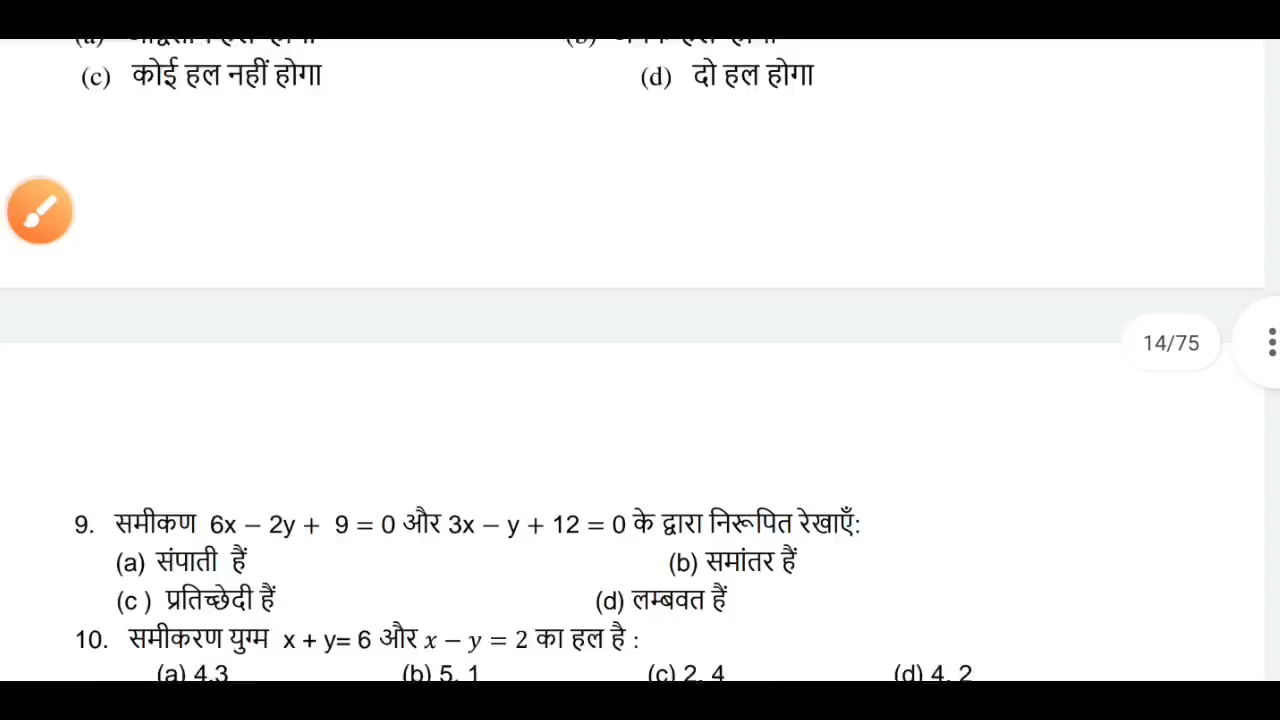 (c) कोई हल नहीं होगा (d) दो हल होगा
14/75
9. समीकण 6x – 2y + 9 = 0 और 3x – y + 12 = 0 के द्वारा निरूपित रेखाएँ:
(a) संपाती हैं (b) समांतर हैं
(c ) प्रतिच्छेदी हैं (d) लम्बवत हैं
10. समीकरण युग्म x + y= 6 और x – y = 2 का हल है :
(a) 4,3 (b) 5, 1 (c) 2, 4 (d) 4, 2